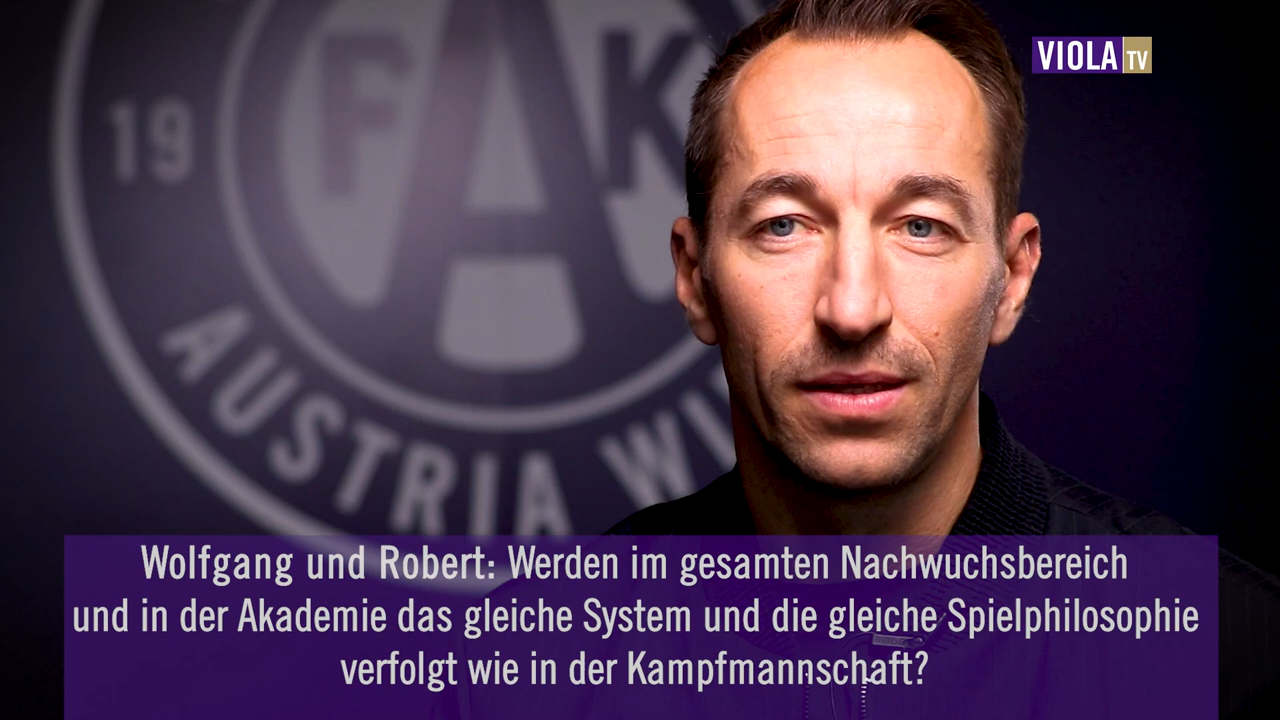 VIOLA TV
19
FAK
AUSTRIA WI
Wolfgang und Robert: Werden im gesamten Nachwuchsbereich
und in der Akademie das gleiche System und die gleiche Spielphilosophie
verfolgt wie in der Kampfmannschaft?